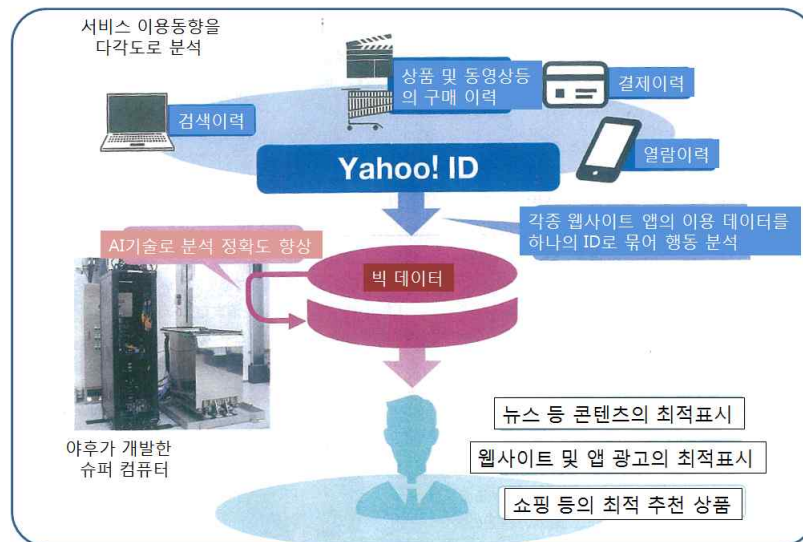 서비스 이용동향을
다각도로 분석
상품 및 동영상등
의 구매 이력
결제이력
검색이력
열람이력
Yahoo! ID
각종 웹사이트 앱의 이용 데이터를
하나의 ID로 묶어 행동 분석
AI기술로 분석 정확도 향상
빅 데이터
야후가 개발한
슈퍼 컴퓨터
뉴스 등 콘텐츠의 최적표시
웹사이트 및 앱 광고의 최적표시
쇼핑 등의 최적 추천 상품